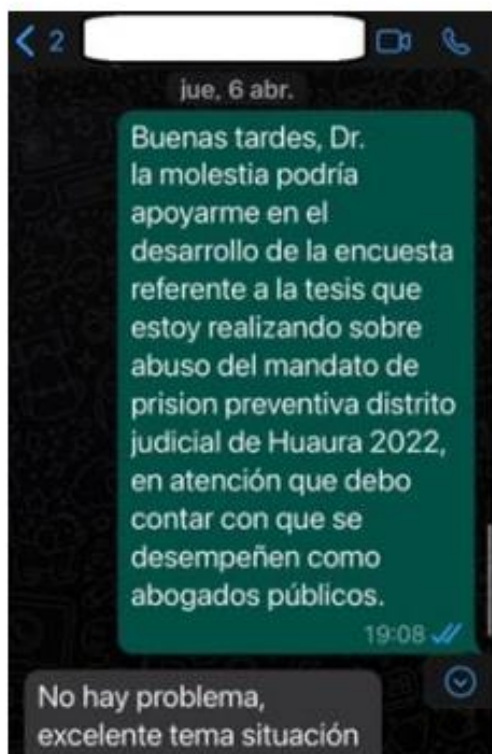 2
jue, 6 abr.
Buenas tardes, Dr.
la molestia podría
apoyarme en el
desarrollo de la encuesta
referente a la tesis que
estoy realizando sobre
abuso del mandato de
prision preventiva distrito
judicial de Huaura 2022,
en atención que debo
contar con que se
desempeñen como
abogados públicos.
19:08
No hay problema,
excelente tema situación